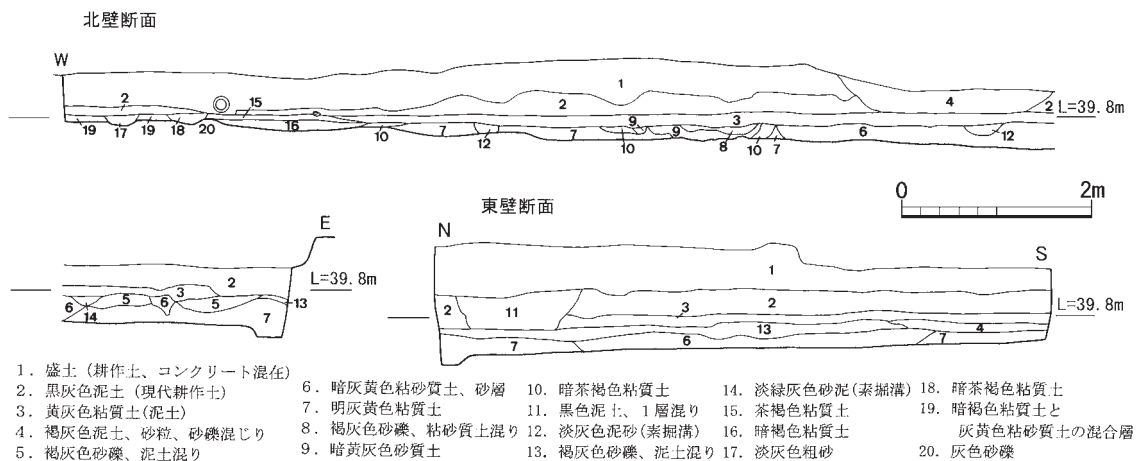 北壁断面
W
1
2
15
2
4
2
L=39.8m
19
17
19
18
20
16
10
7
12
7
10
9
9
3
8
10
7
6
12
0
2m
東壁断面
E
N
S
L=39.8m
2
3
6
5
6
5
13
14
7
1
2
11
3
2
L=39.8m
13
4
7
6
7
1．盛土（耕作土、コンクリート混在）
2．黒灰色泥土（現代耕作土）
3．黄灰色粘質土(泥土)
4．褐灰色泥土、砂粒、砂礫混じり
5．褐灰色砂礫、泥土混り
6．暗灰黄色粘砂質土、砂層
7．明灰黄色粘質土
8．褐灰色砂礫、粘砂質土混り
9．暗黄灰色砂質土
10．暗茶褐色粘質土
11．黒色泥土、１層混り
12．淡灰色泥砂(素掘溝)
13．褐灰色砂礫、泥土混り
14．淡緑灰色砂泥(素掘溝)
15．茶褐色粘質土
16．暗褐色粘質土
17．淡灰色粗砂
18．暗茶褐色粘質土
19．暗褐色粘質土と
灰黄色粘砂質土の混合層
20．灰色砂礫